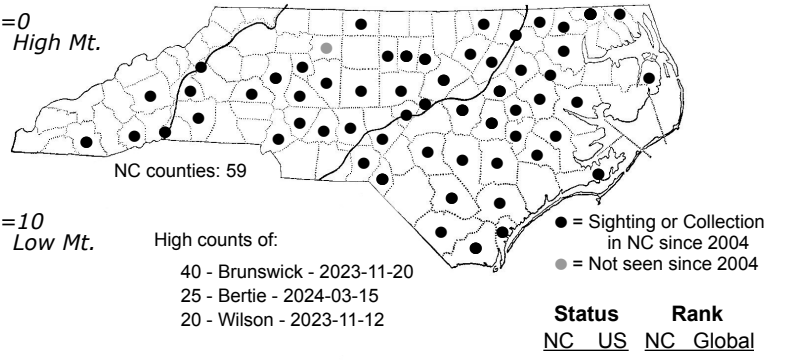 =0
High Mt.
NC counties: 59
=10
Low Mt.
High counts of:
40 - Brunswick - 2023-11-20
25 - Bertie - 2024-03-15
20 - Wilson - 2023-11-12
● = Sighting or Collection
in NC since 2004
● = Not seen since 2004
Status Rank
NC US NC Global